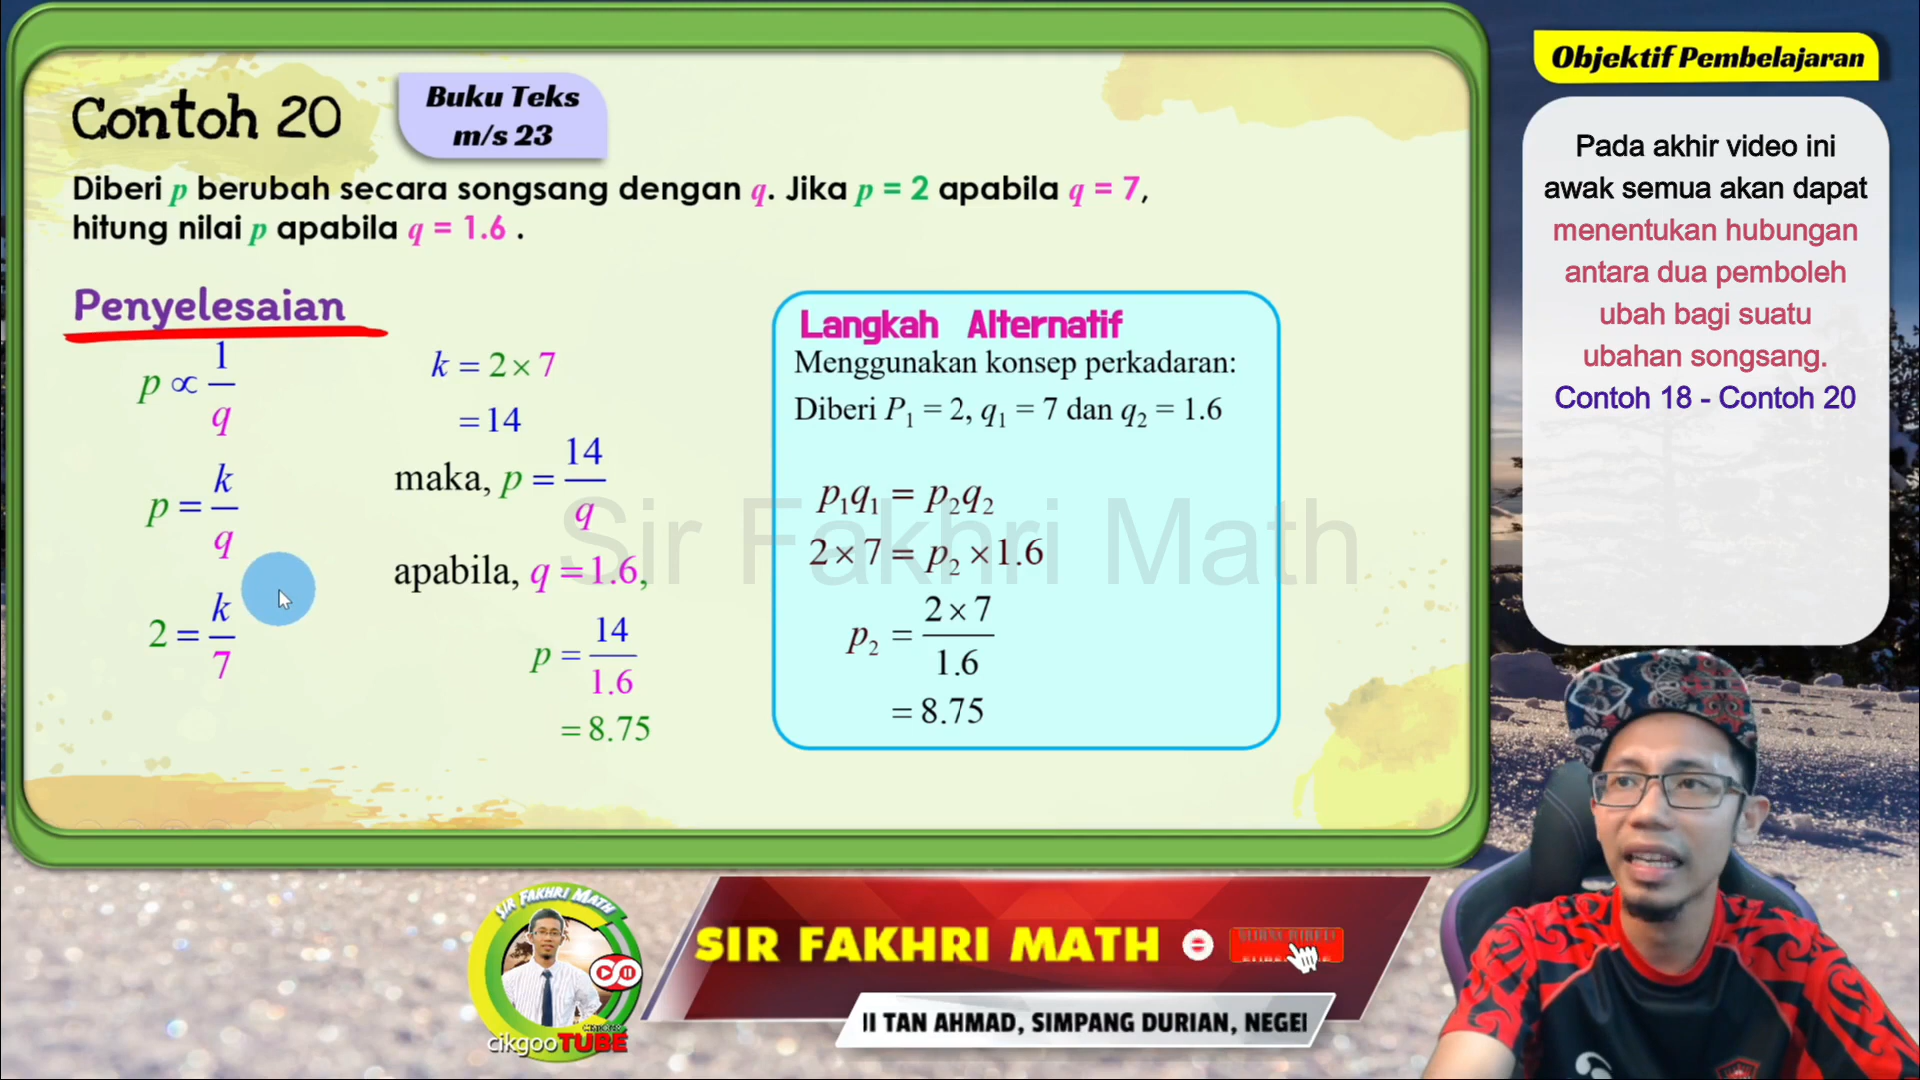 Contoh 20
Buku Teks
m/s 23
Diberi p berubah secara songsang dengan q. Jika p = 2 apabila q = 7,
hitung nilai p apabila q = 1.6 .
Penyelesaian
p ∝ 1/q
p = k/q
2 = k/7
k = 2 × 7
= 14
maka, p = 14/q
apabila, q = 1.6,
p = 14/1.6
= 8.75
Langkah Alternatif
Menggunakan konsep perkadaran:
Diberi P₁ = 2, q₁ = 7 dan q₂ = 1.6
p₁q₁ = p₂q₂
2 × 7 = p₂ × 1.6
p₂ = (2 × 7)/1.6
= 8.75
Sir Fakhri Math
Objektif Pembelajaran
Pada akhir video ini
awak semua akan dapat
menentukan hubungan
antara dua pemboleh
ubah bagi suatu
ubahan songsang.
Contoh 18 - Contoh 20
SIR FAKHRI MATH
cikgooTUBE
SIR FAKHRI MATH
II TAN AHMAD, SIMPANG DURIAN, NEGEI